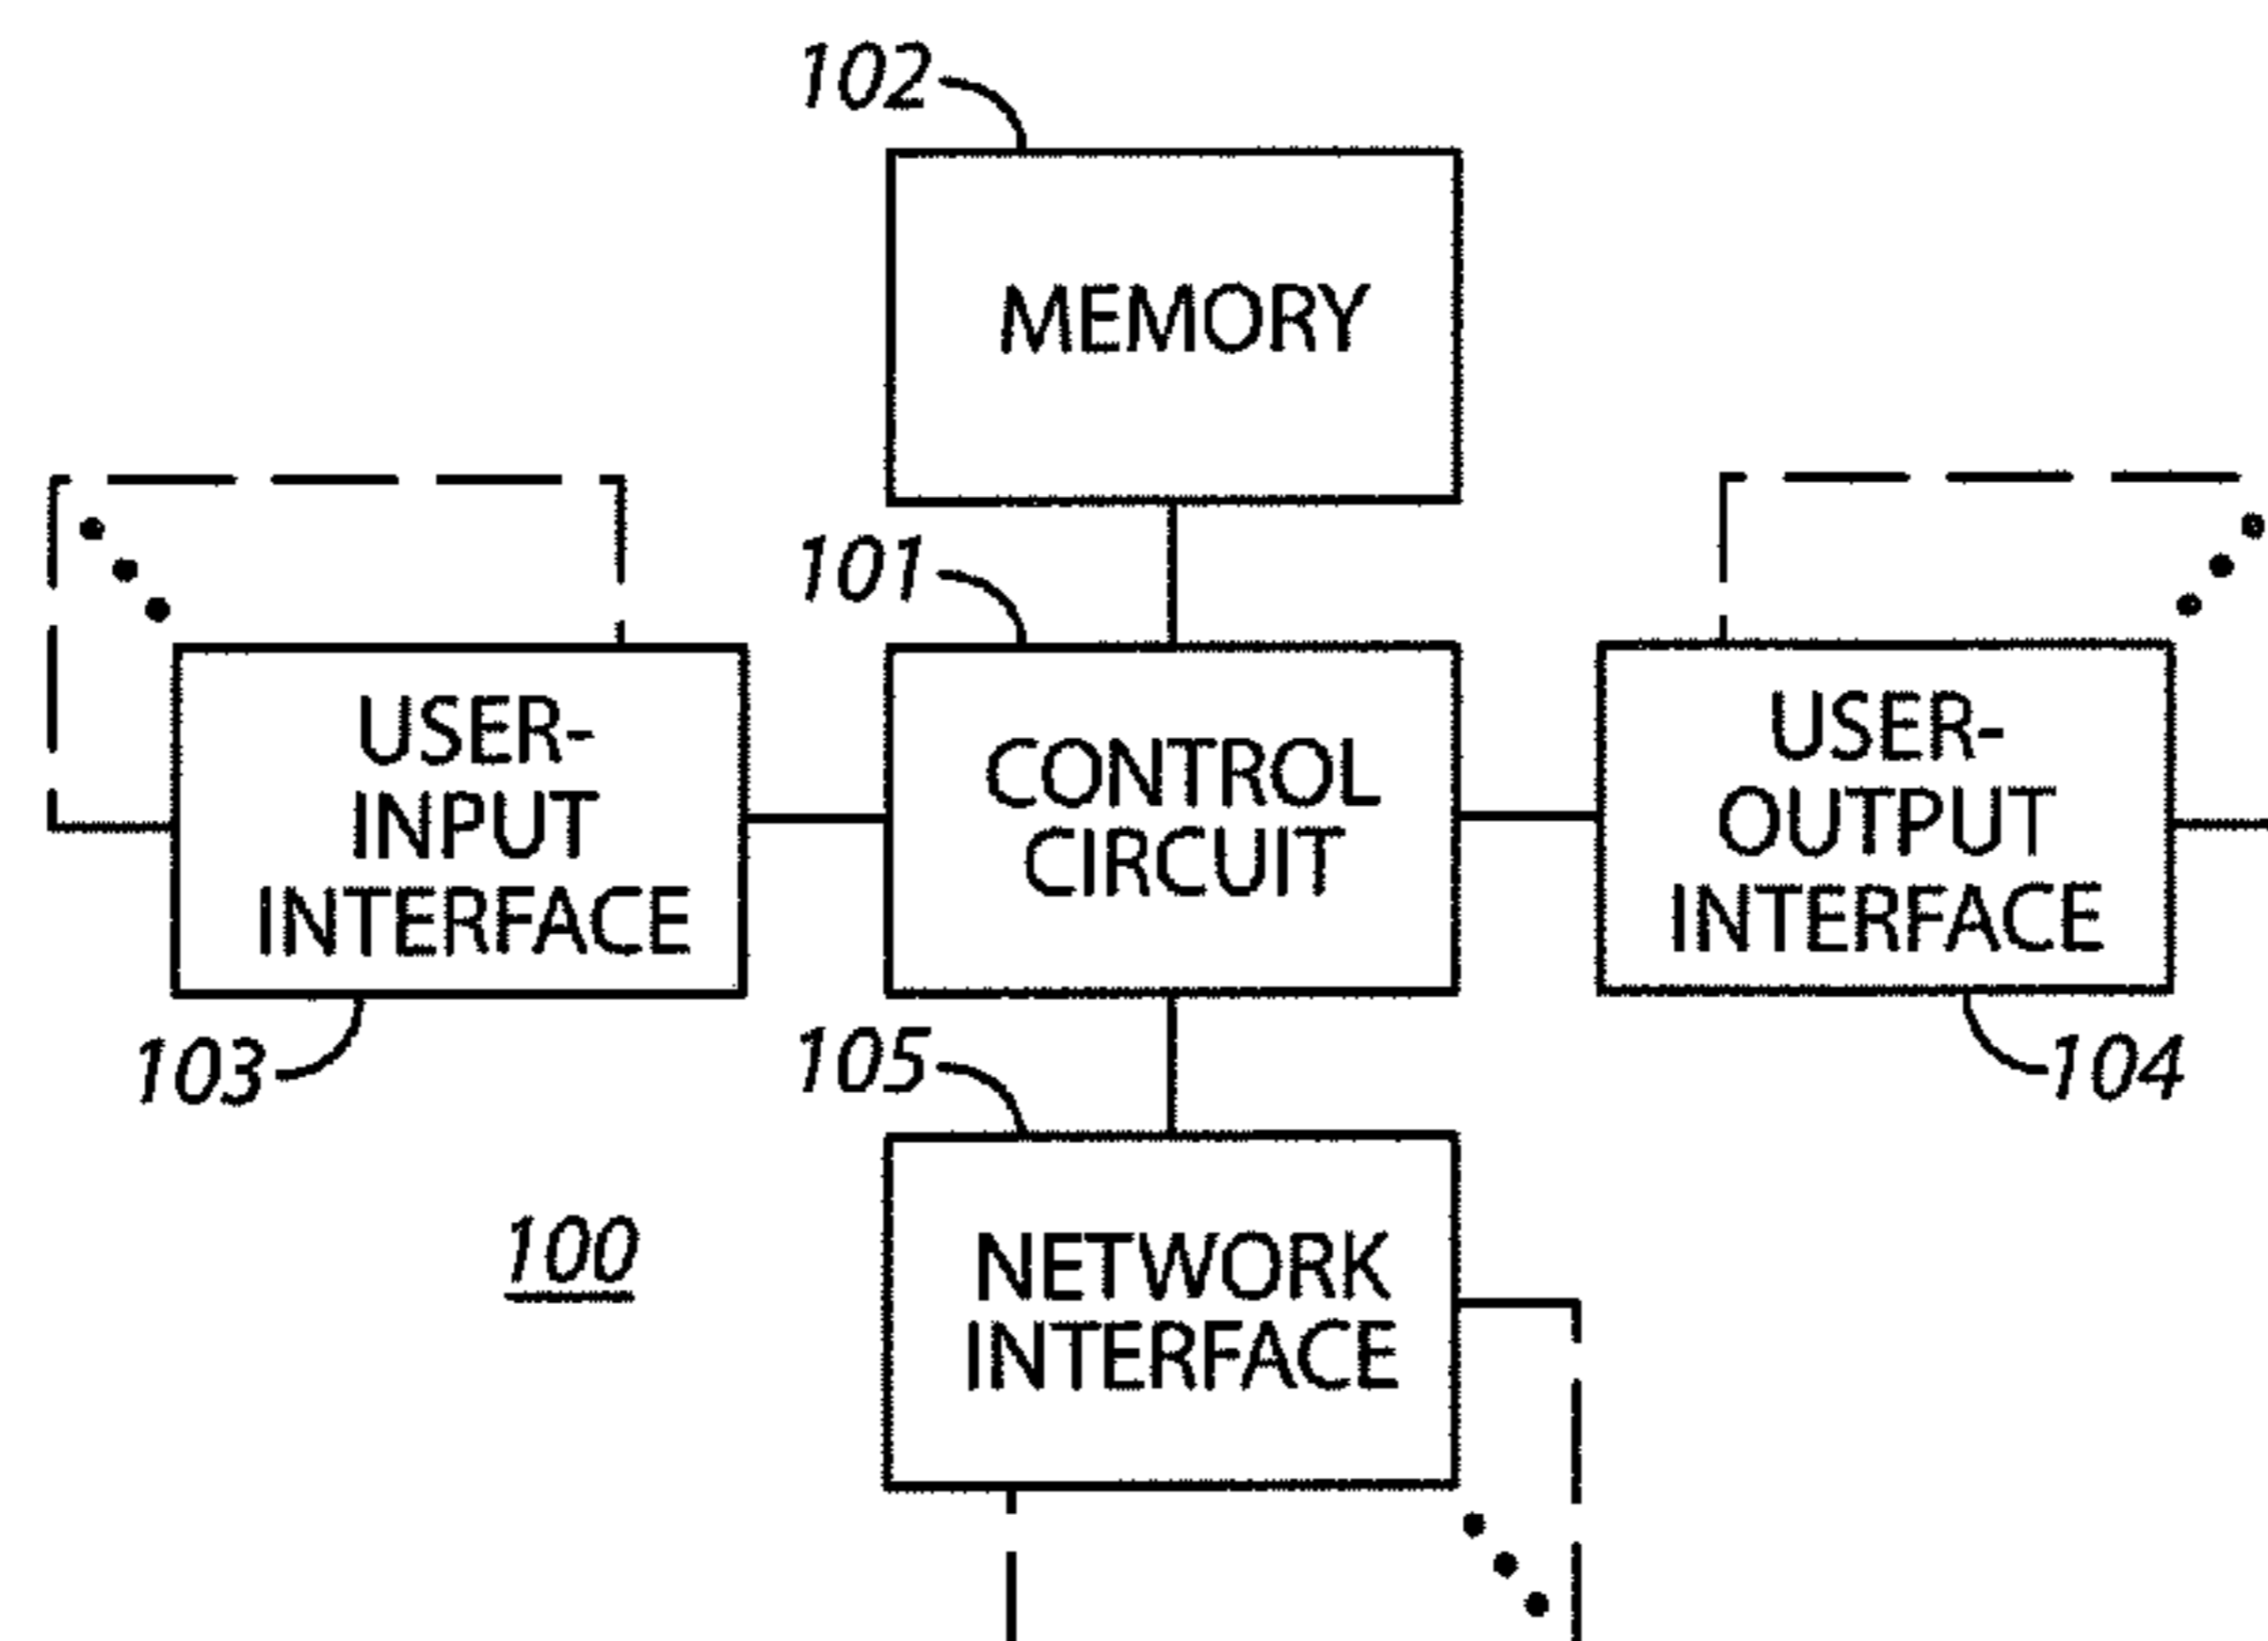 102
MEMORY
101
USER-
INPUT
INTERFACE
CONTROL
CIRCUIT
USER-
OUTPUT
INTERFACE
103
105
104
100
NETWORK
INTERFACE